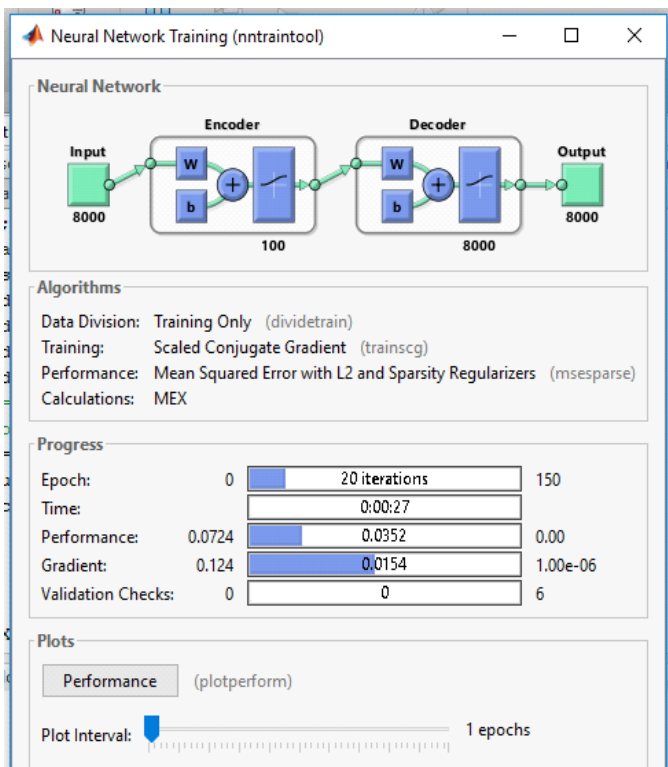 Neural Network Training (nntraintool)
Neural Network
Encoder Decoder
Input Output
W W
b b
8000 8000
100 8000
Algorithms
Data Division: Training Only (dividetrain)
Training: Scaled Conjugate Gradient (trainscg)
Performance: Mean Squared Error with L2 and Sparsity Regularizers (msesparse)
Calculations: MEX
Progress
Epoch: 0 20 iterations 150
Time: 0:00:27
Performance: 0.0724 0.0352 0.00
Gradient: 0.124 0.0154 1.00e-06
Validation Checks: 0 0 6
Plots
Performance (plotperform)
Plot Interval: 1 epochs